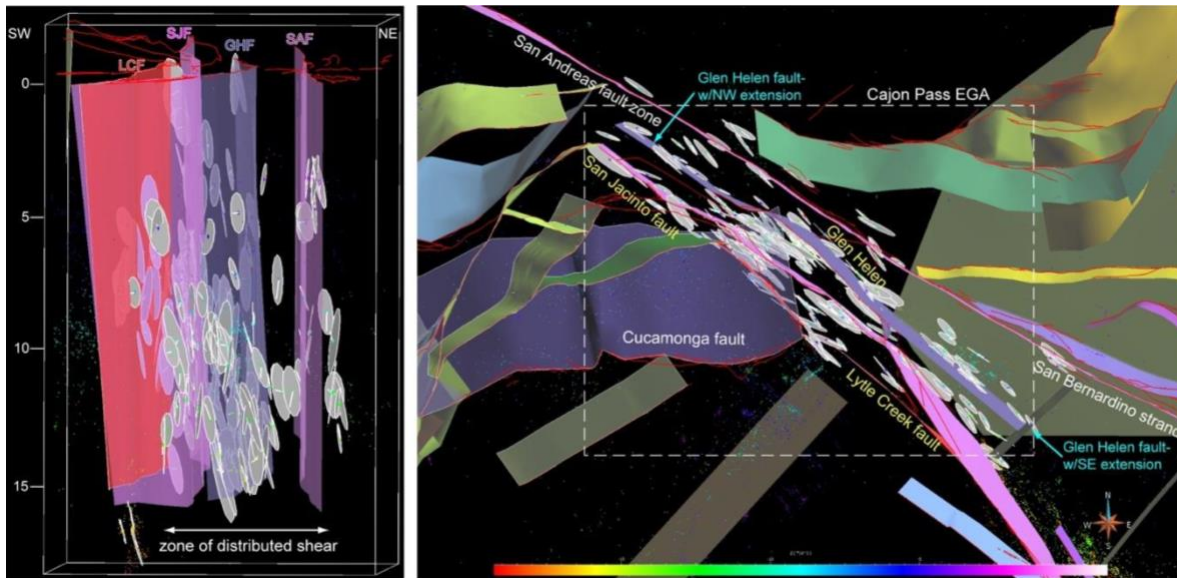 SW
SJF
GHF
SAF
NE
LCF
0
5
10
15
zone of distributed shear
San Andreas fault zone
Glen Helen fault-
w/NW extension
Cajon Pass EGA
San Jacinto fault
Glen Helen
Cucamonga fault
Lytle Creek fault
San Bernardino strand
Glen Helen fault-
w/SE extension
N
W
E
S